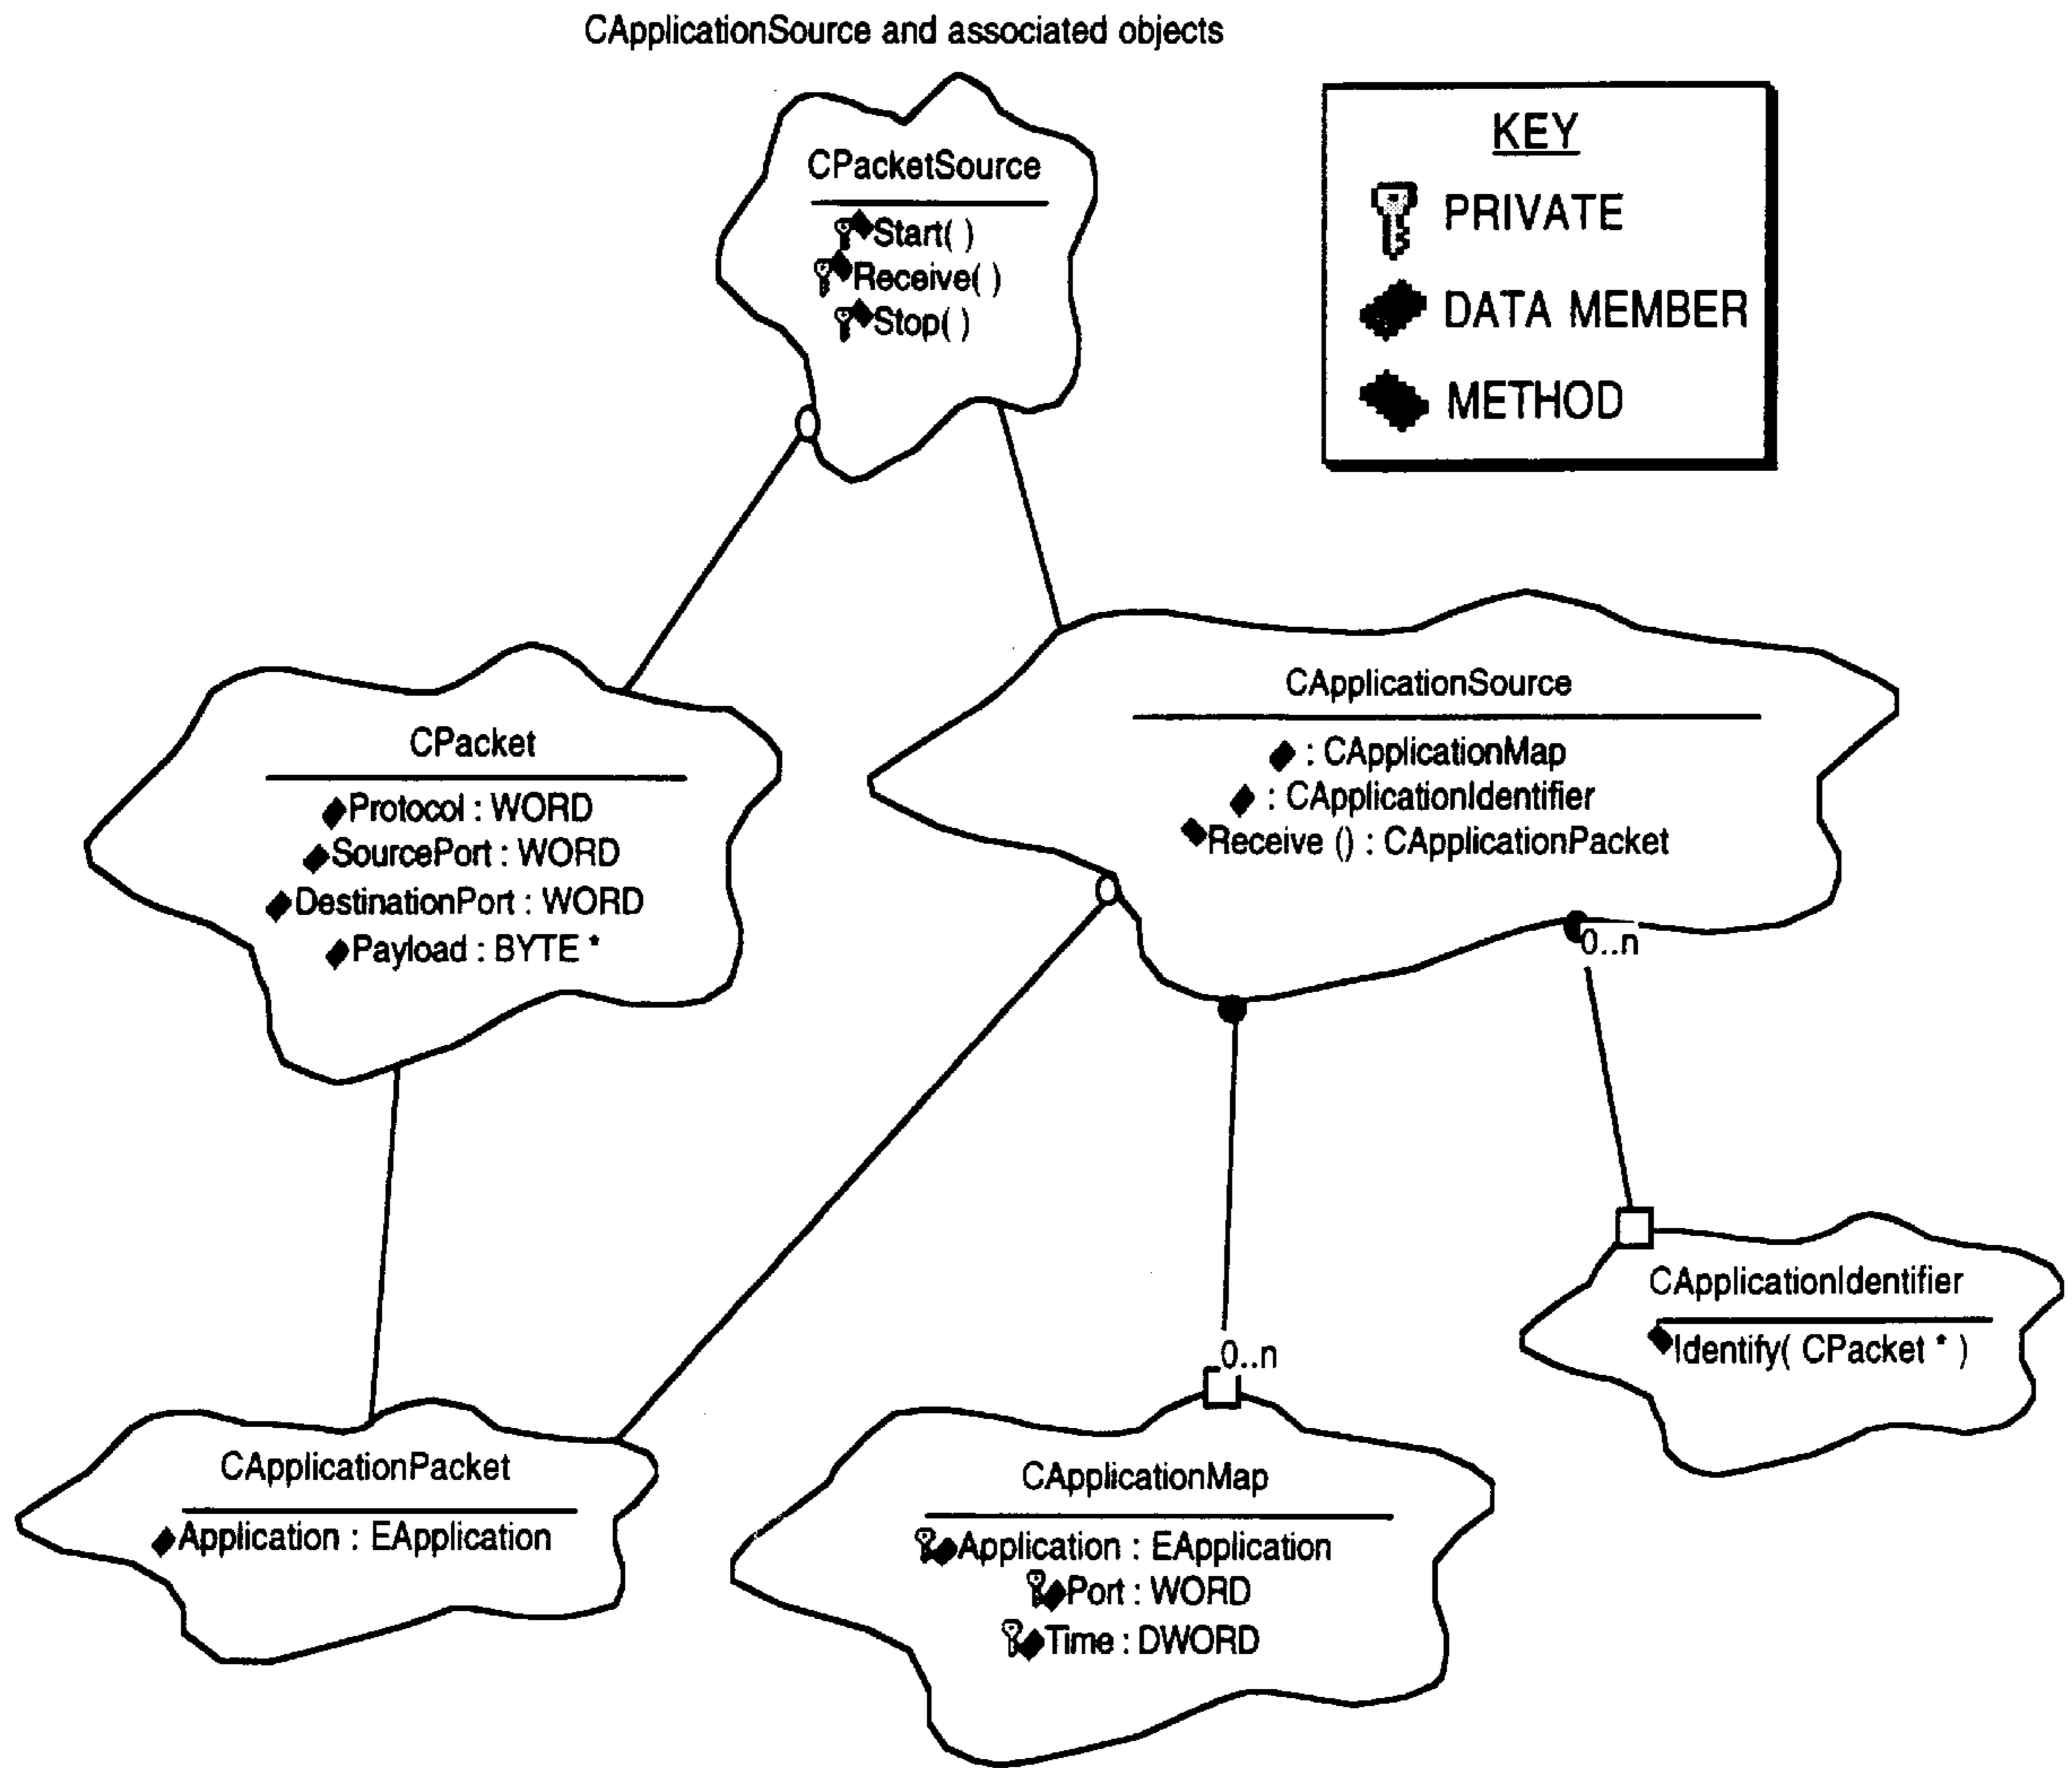 CApplicationSource and associated objects
CPacketSource
Start( )
Receive( )
Stop( )
KEY
PRIVATE
DATA MEMBER
METHOD
CPacket
Protocol : WORD
SourcePort : WORD
DestinationPort : WORD
Payload : BYTE *
CApplicationSource
: CApplicationMap
: CApplicationIdentifier
Receive () : CApplicationPacket
0..n
0..n
CApplicationIdentifier
Identify( CPacket * )
CApplicationPacket
Application : EApplication
CApplicationMap
Application : EApplication
Port : WORD
Time : DWORD